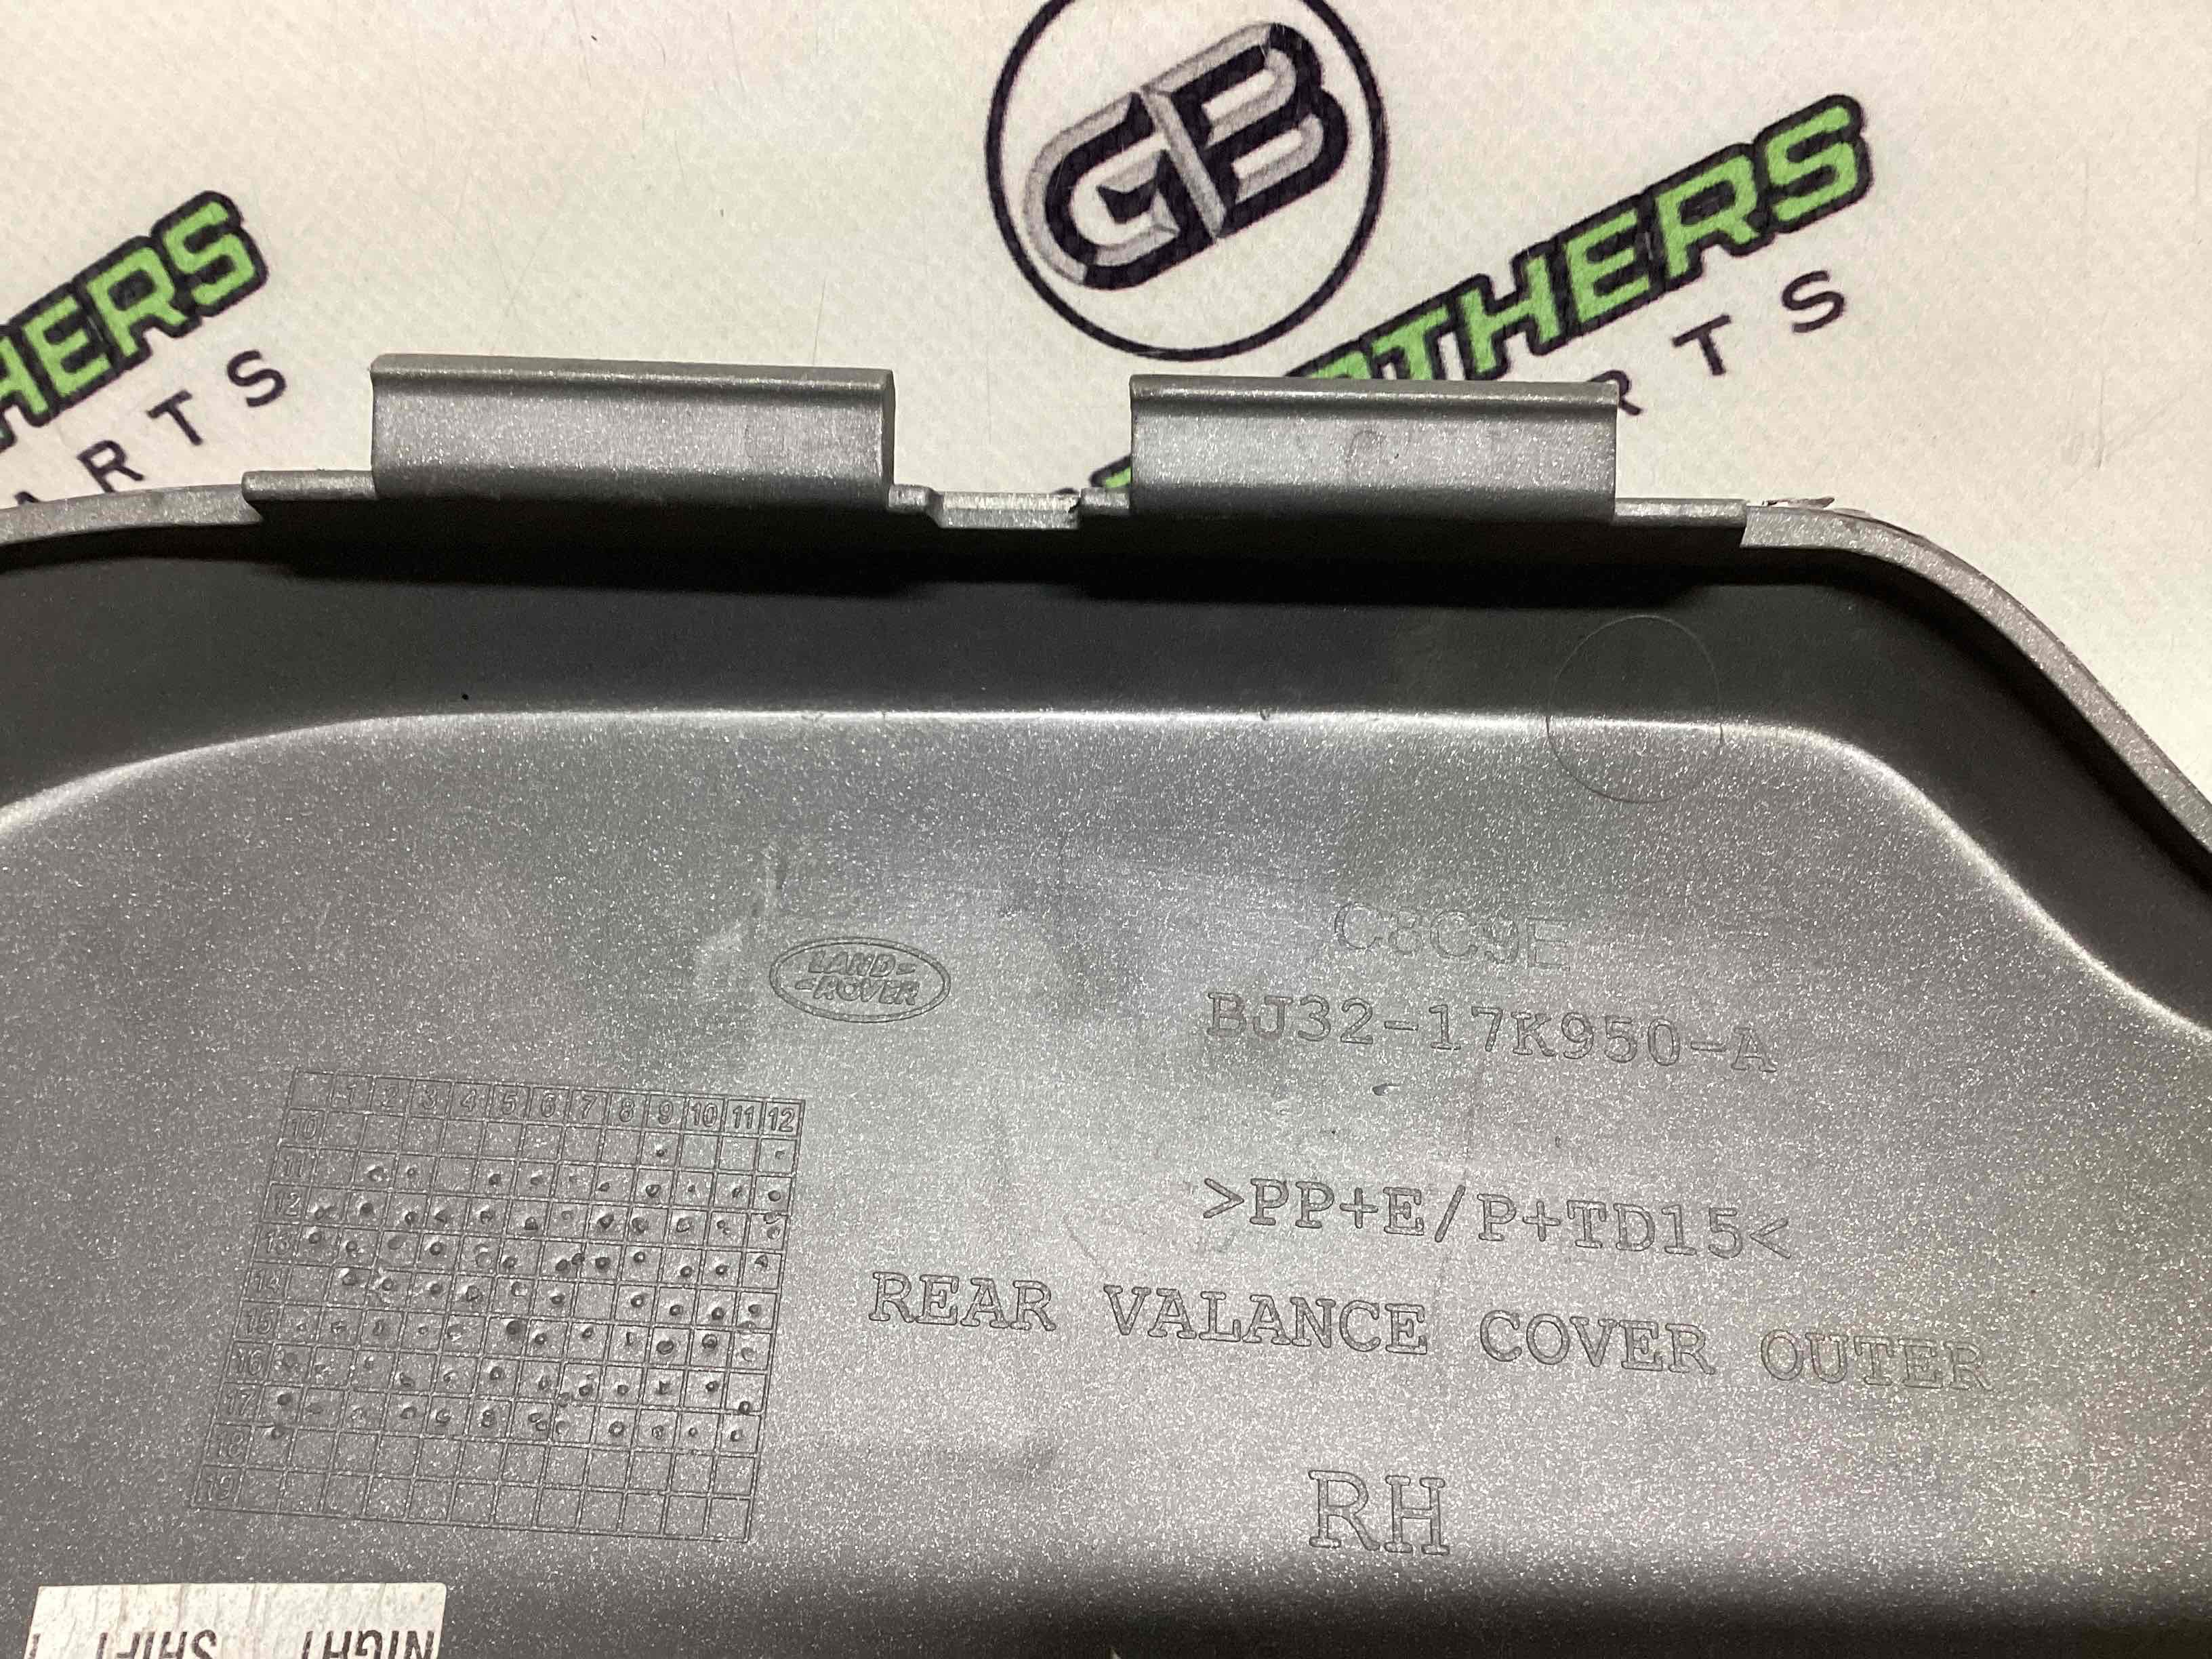 GB
HERS
ARTS
THERS
RTS
C8C9E
LAND-
-ROVER
BJ32-17K950-A
1 2 3 4 5 6 7 8 9 10 11 12
10
11
12
13
14
15
16
17
18
19
>PP+E/P+TD15<
REAR VALANCE COVER OUTER
RH
NIGHT SHIFT